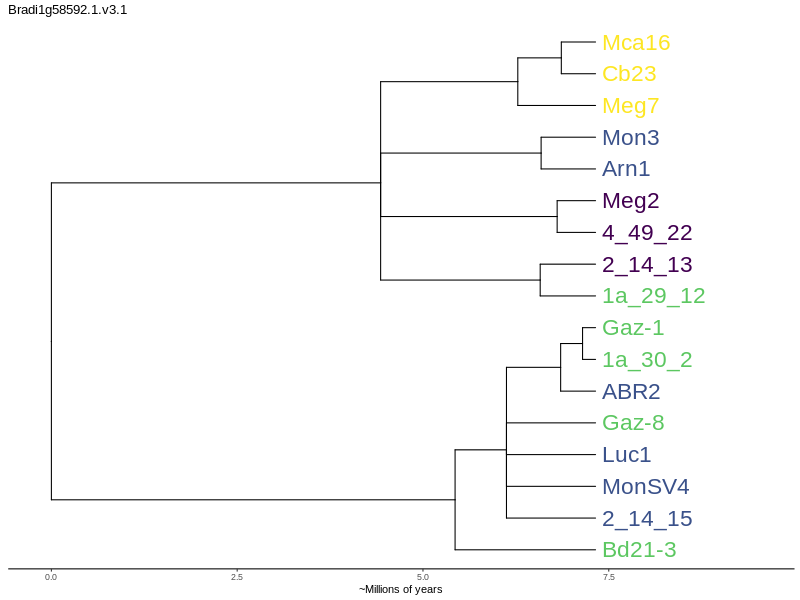 Bradi1g58592.1.v3.1
Mca16
Cb23
Meg7
Mon3
Arn1
Meg2
4_49_22
2_14_13
1a_29_12
Gaz-1
1a_30_2
ABR2
Gaz-8
Luc1
MonSV4
2_14_15
Bd21-3
0.0 2.5 5.0 7.5
~Millions of years